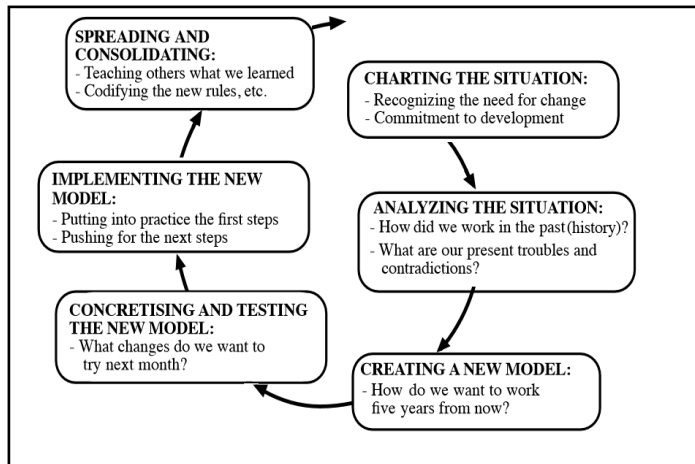 SPREADING AND
CONSOLIDATING:
- Teaching others what we learned
- Codifying the new rules, etc.
CHARTING THE SITUATION:
- Recognizing the need for change
- Commitment to development
IMPLEMENTING THE NEW
MODEL:
- Putting into practice the first steps
- Pushing for the next steps
ANALYZING THE SITUATION:
- How did we work in the past (history)?
- What are our present troubles and
contradictions?
CONCRETISING AND TESTING
THE NEW MODEL:
- What changes do we want to
try next month?
CREATING A NEW MODEL:
- How do we want to work
five years from now?